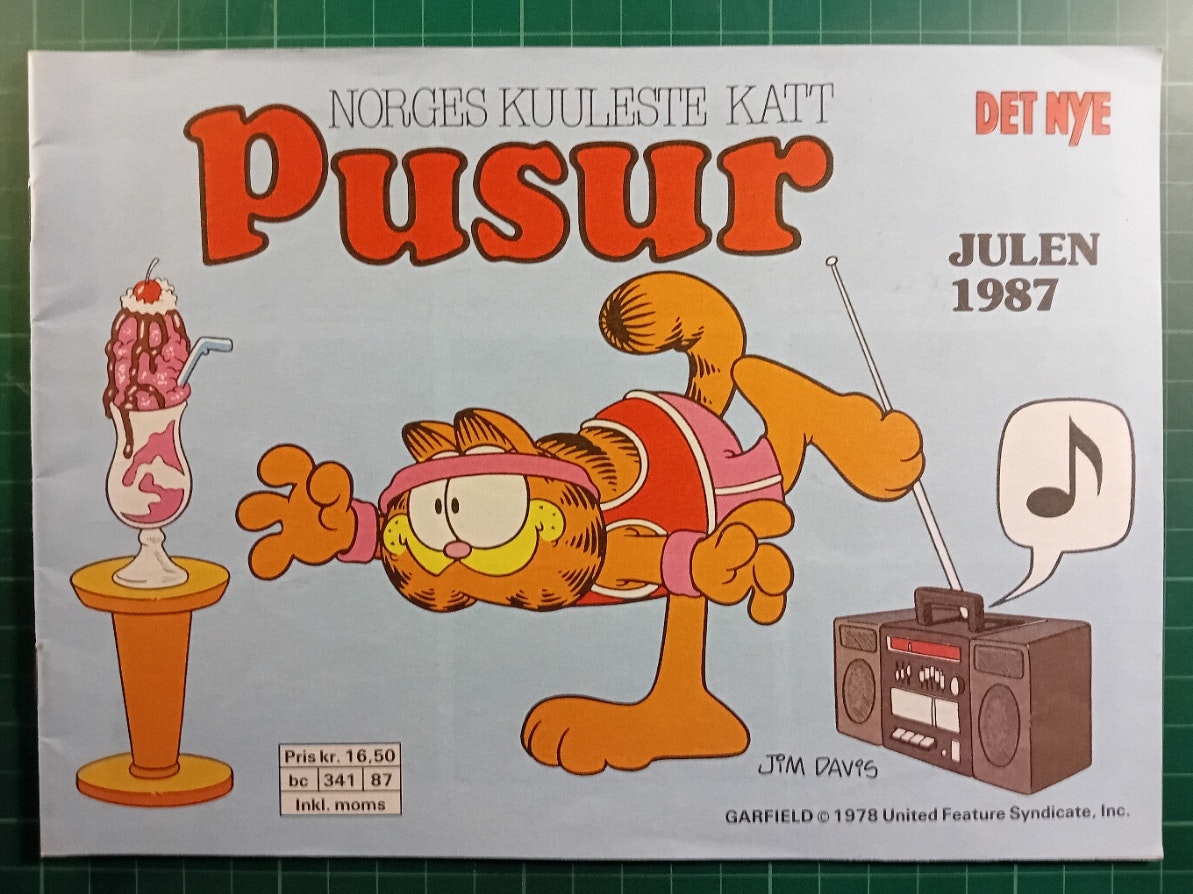 NORGES KUULESTE KATT
Pusur
DET NYE
JULEN
1987
Pris kr. 16,50
bc 341 87
Inkl. moms
JIM DAVIS
GARFIELD © 1978 United Feature Syndicate, Inc.